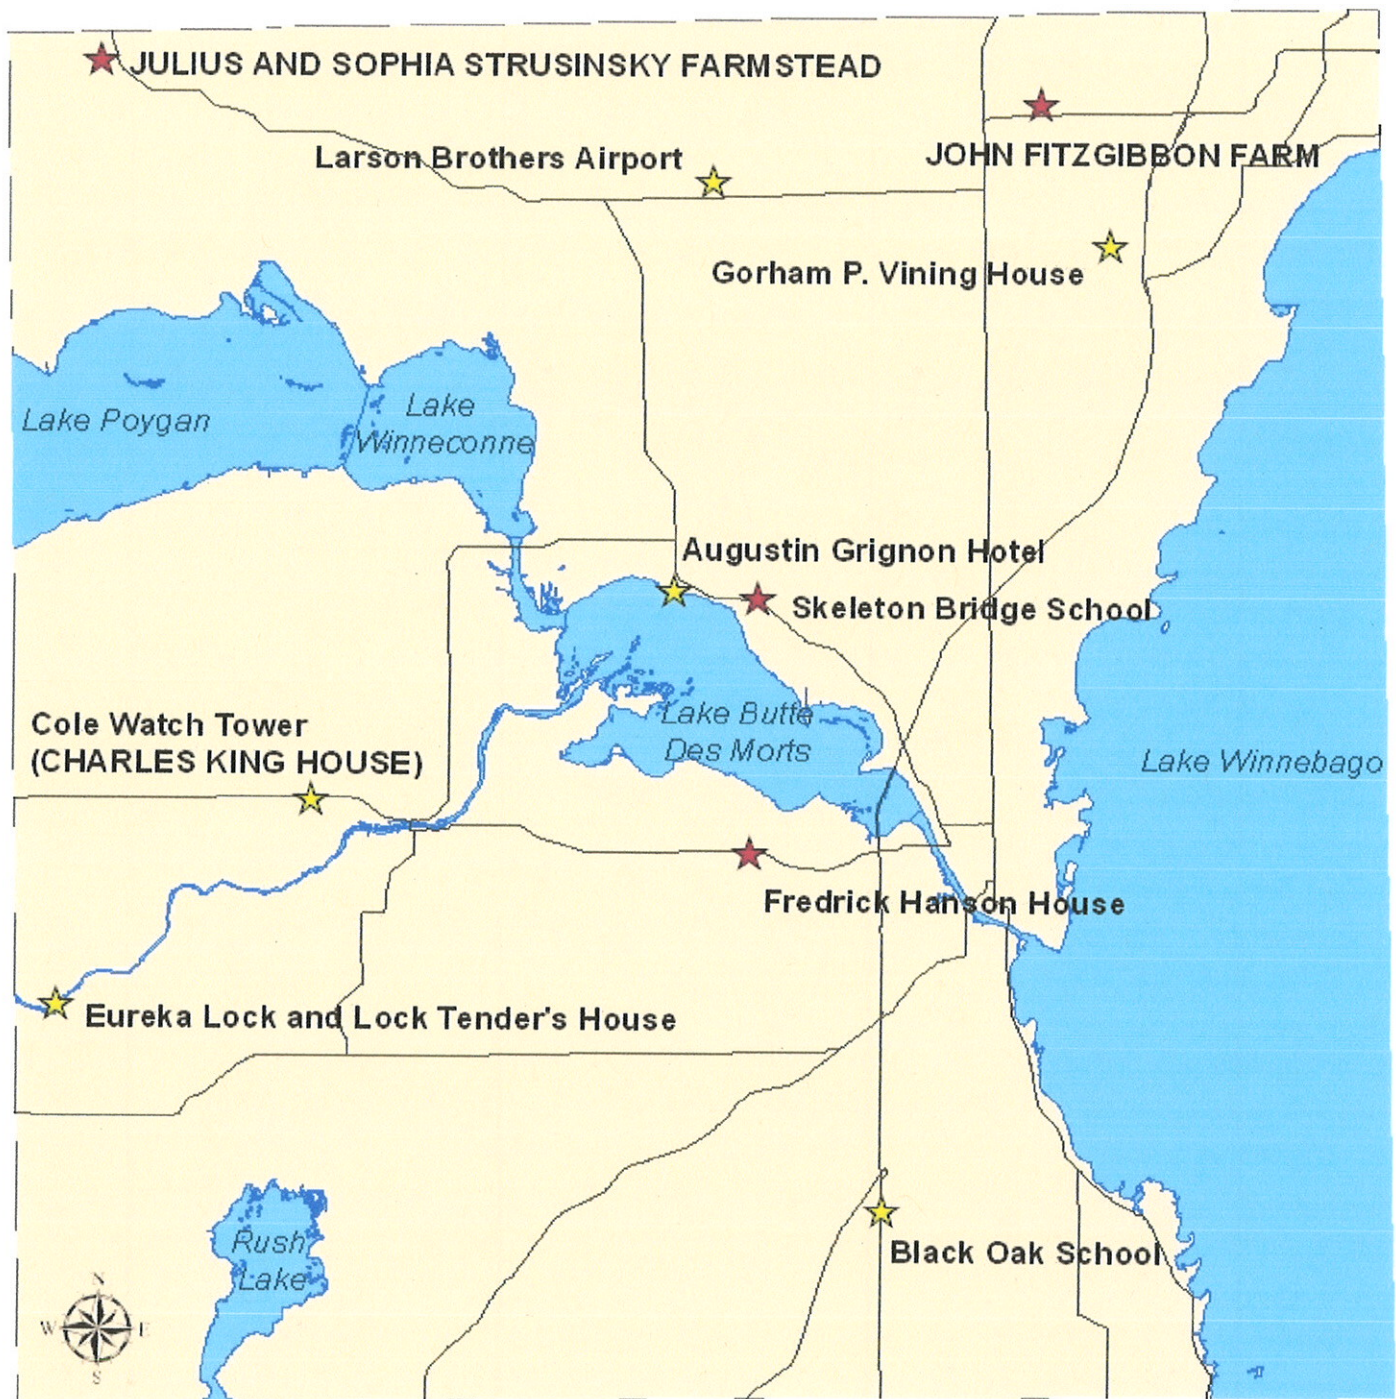 JULIUS AND SOPHIA STRUSINSKY FARMSTEAD
Larson Brothers Airport
JOHN FITZGIBBON FARM
Gorham P. Vining House
Lake Poygan
Lake
Winneconne
Augustin Grignon Hotel
Skeleton Bridge School
Cole Watch Tower
(CHARLES KING HOUSE)
Lake Butte
Des Morts
Lake Winnebago
Fredrick Hanson House
Eureka Lock and Lock Tender's House
Rush
Lake
Black Oak School
N
W E
S